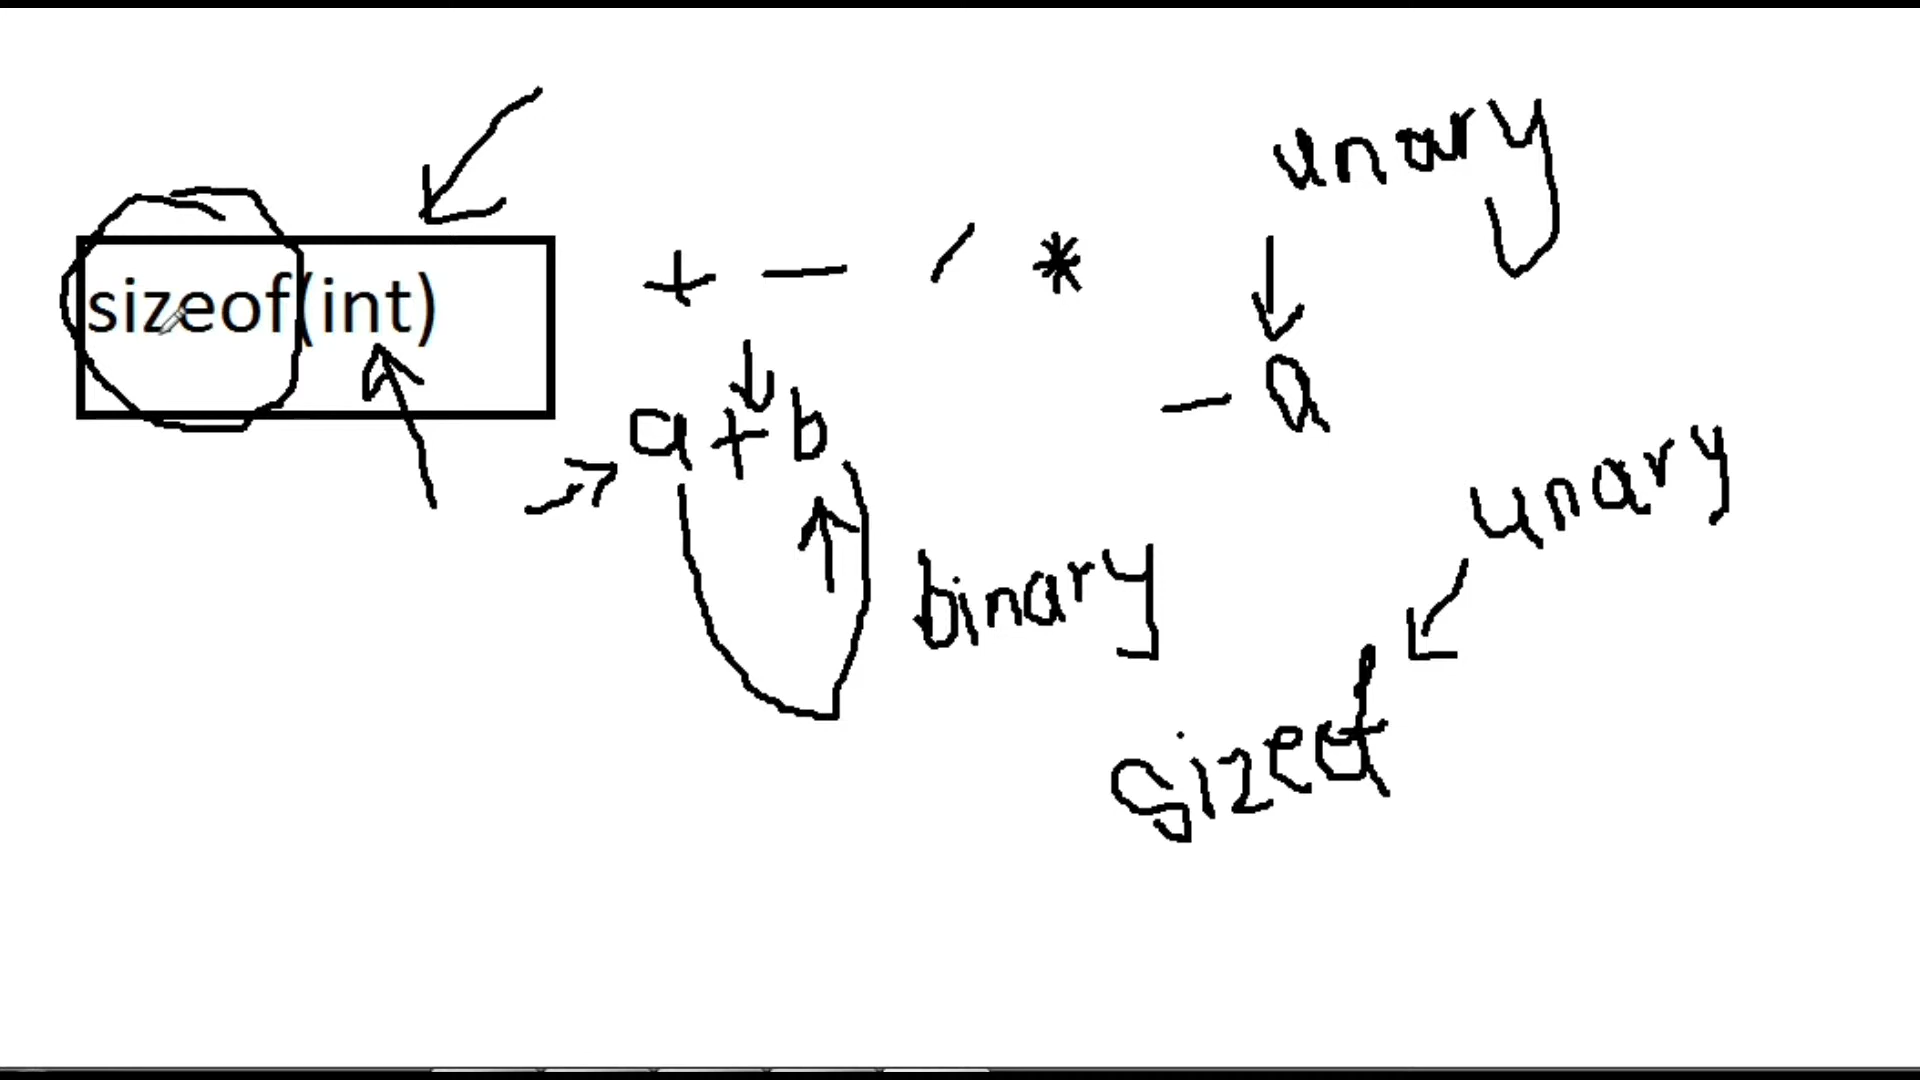 unary
sizeof(int)
+ - / *
- a
a+b
unary
binary
sizeof